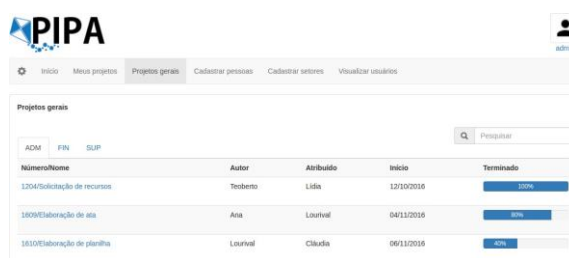 PIPA
adm
Início Meus projetos Projetos gerais Cadastrar pessoas Cadastrar setores Visualizar usuários
Projetos gerais
Pesquisar
ADM FIN SUP
Número/Nome Autor Atribuído Início Terminado
1204/Solicitação de recursos Teoberto Lídia 12/10/2016 100%
1609/Elaboração de ata Ana Lourival 04/11/2016 80%
1610/Elaboração de planilha Lourival Cláudia 06/11/2016 40%